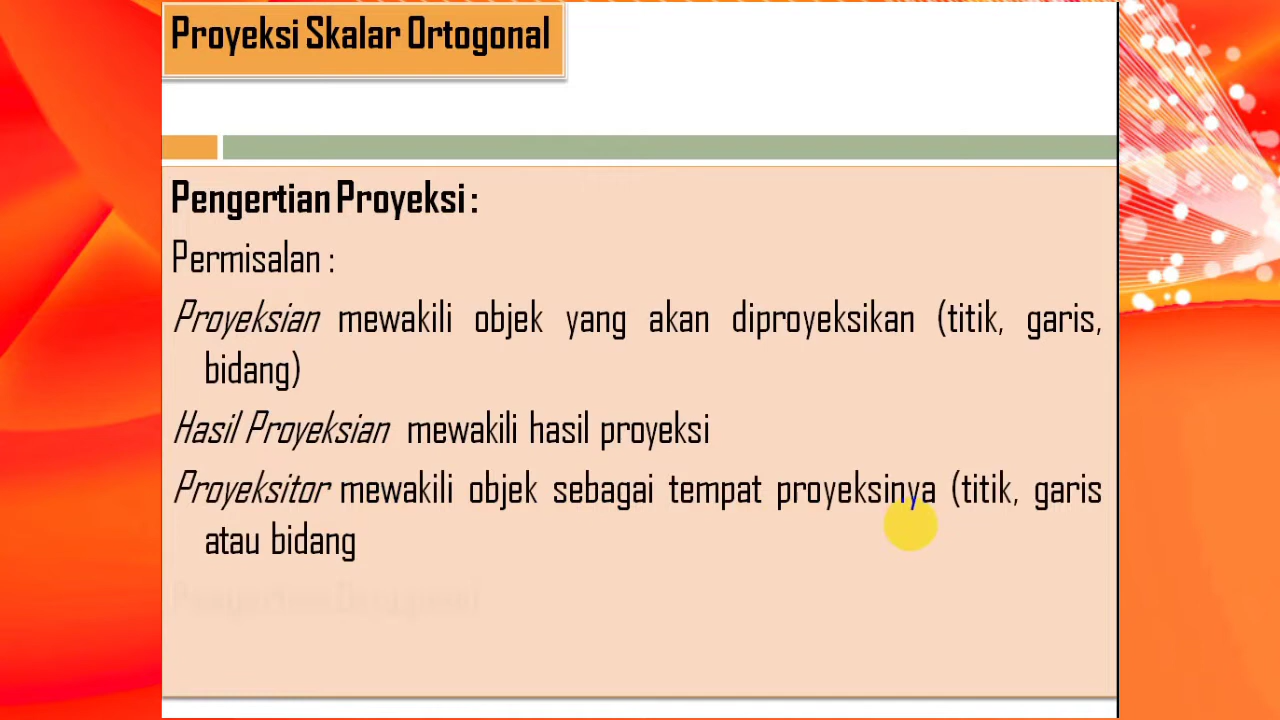 Proyeksi Skalar Ortogonal
Pengertian Proyeksi :
Permisalan :
Proyeksian mewakili objek yang akan diproyeksikan (titik, garis,
bidang)
Hasil Proyeksian mewakili hasil proyeksi
Proyeksitor mewakili objek sebagai tempat proyeksinya (titik, garis
atau bidang